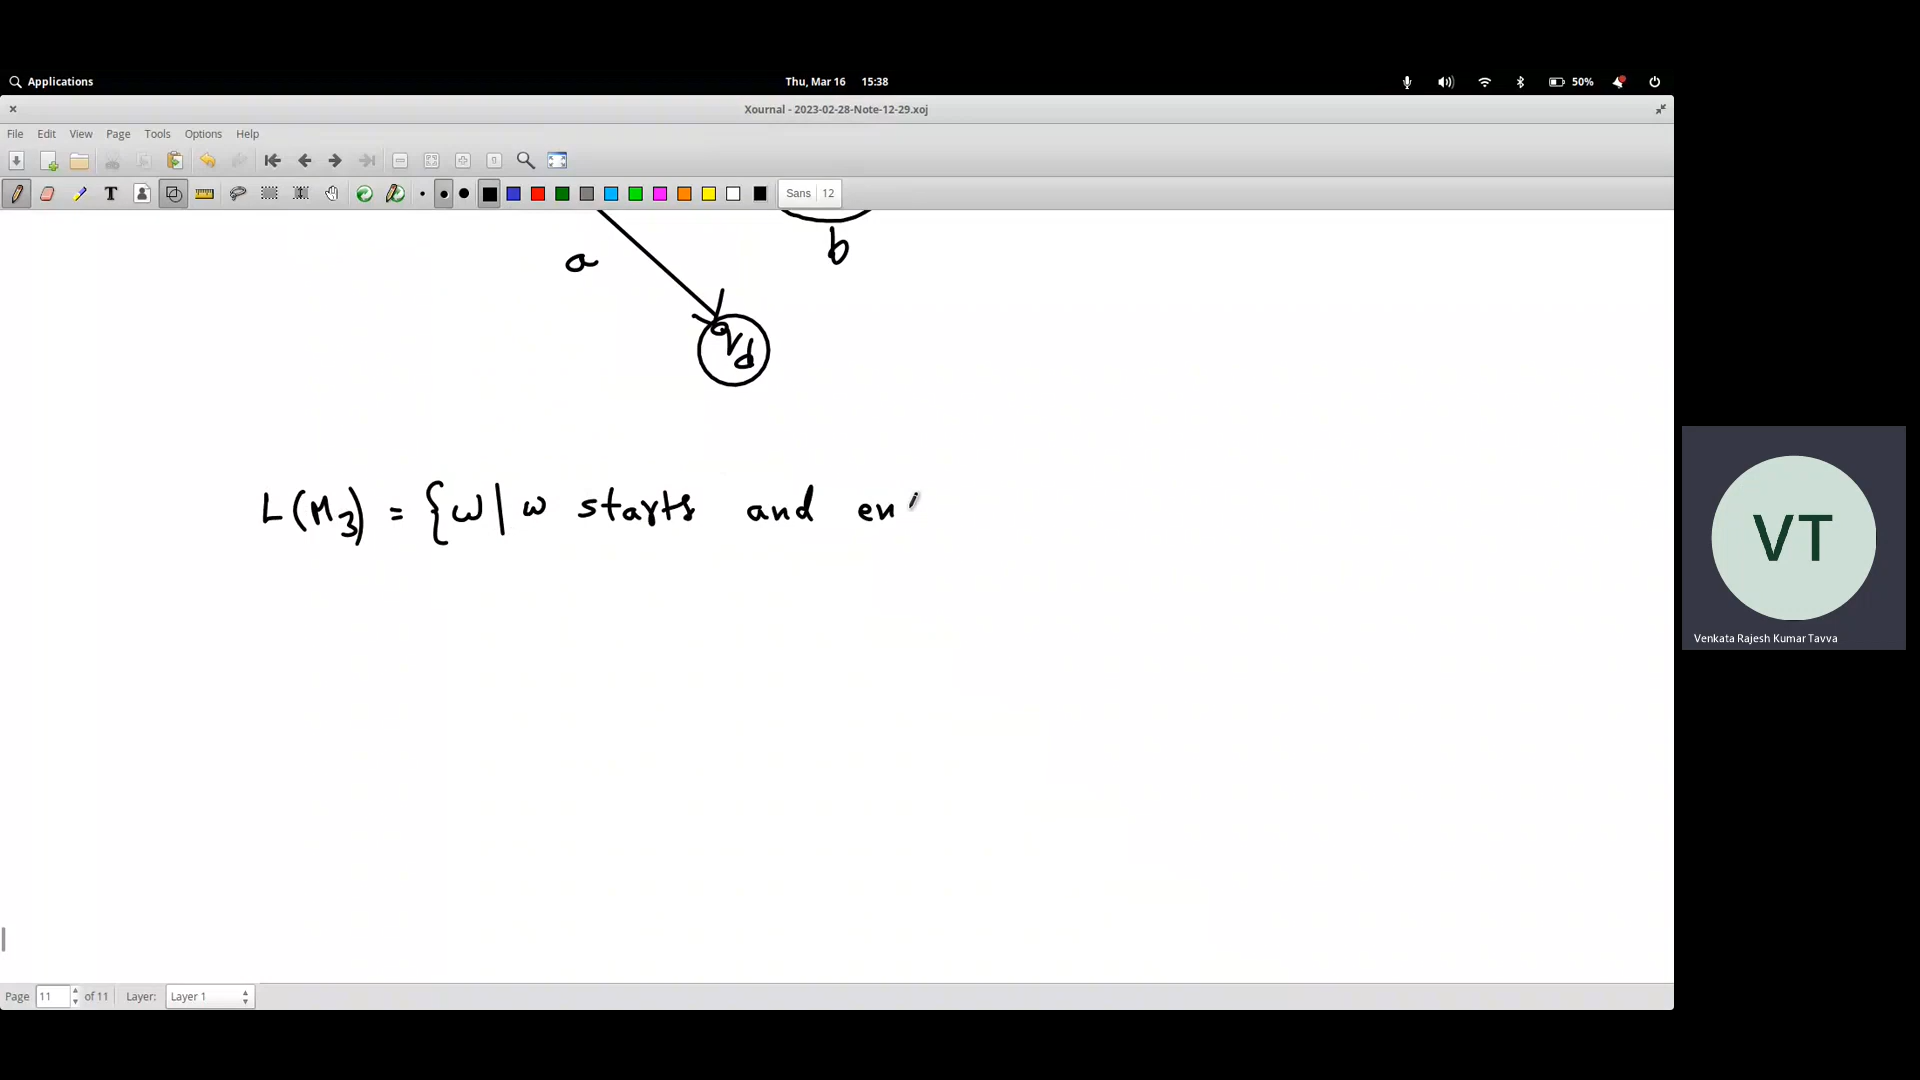 Applications
Thu, Mar 16 15:38
50%
Xournal - 2023-02-28-Note-12-29.xoj
File Edit View Page Tools Options Help
T
Sans 12
a
b
qd
L(M3) = {w | w starts and en
VT
Venkata Rajesh Kumar Tavva
Page 11 of 11 Layer: Layer 1